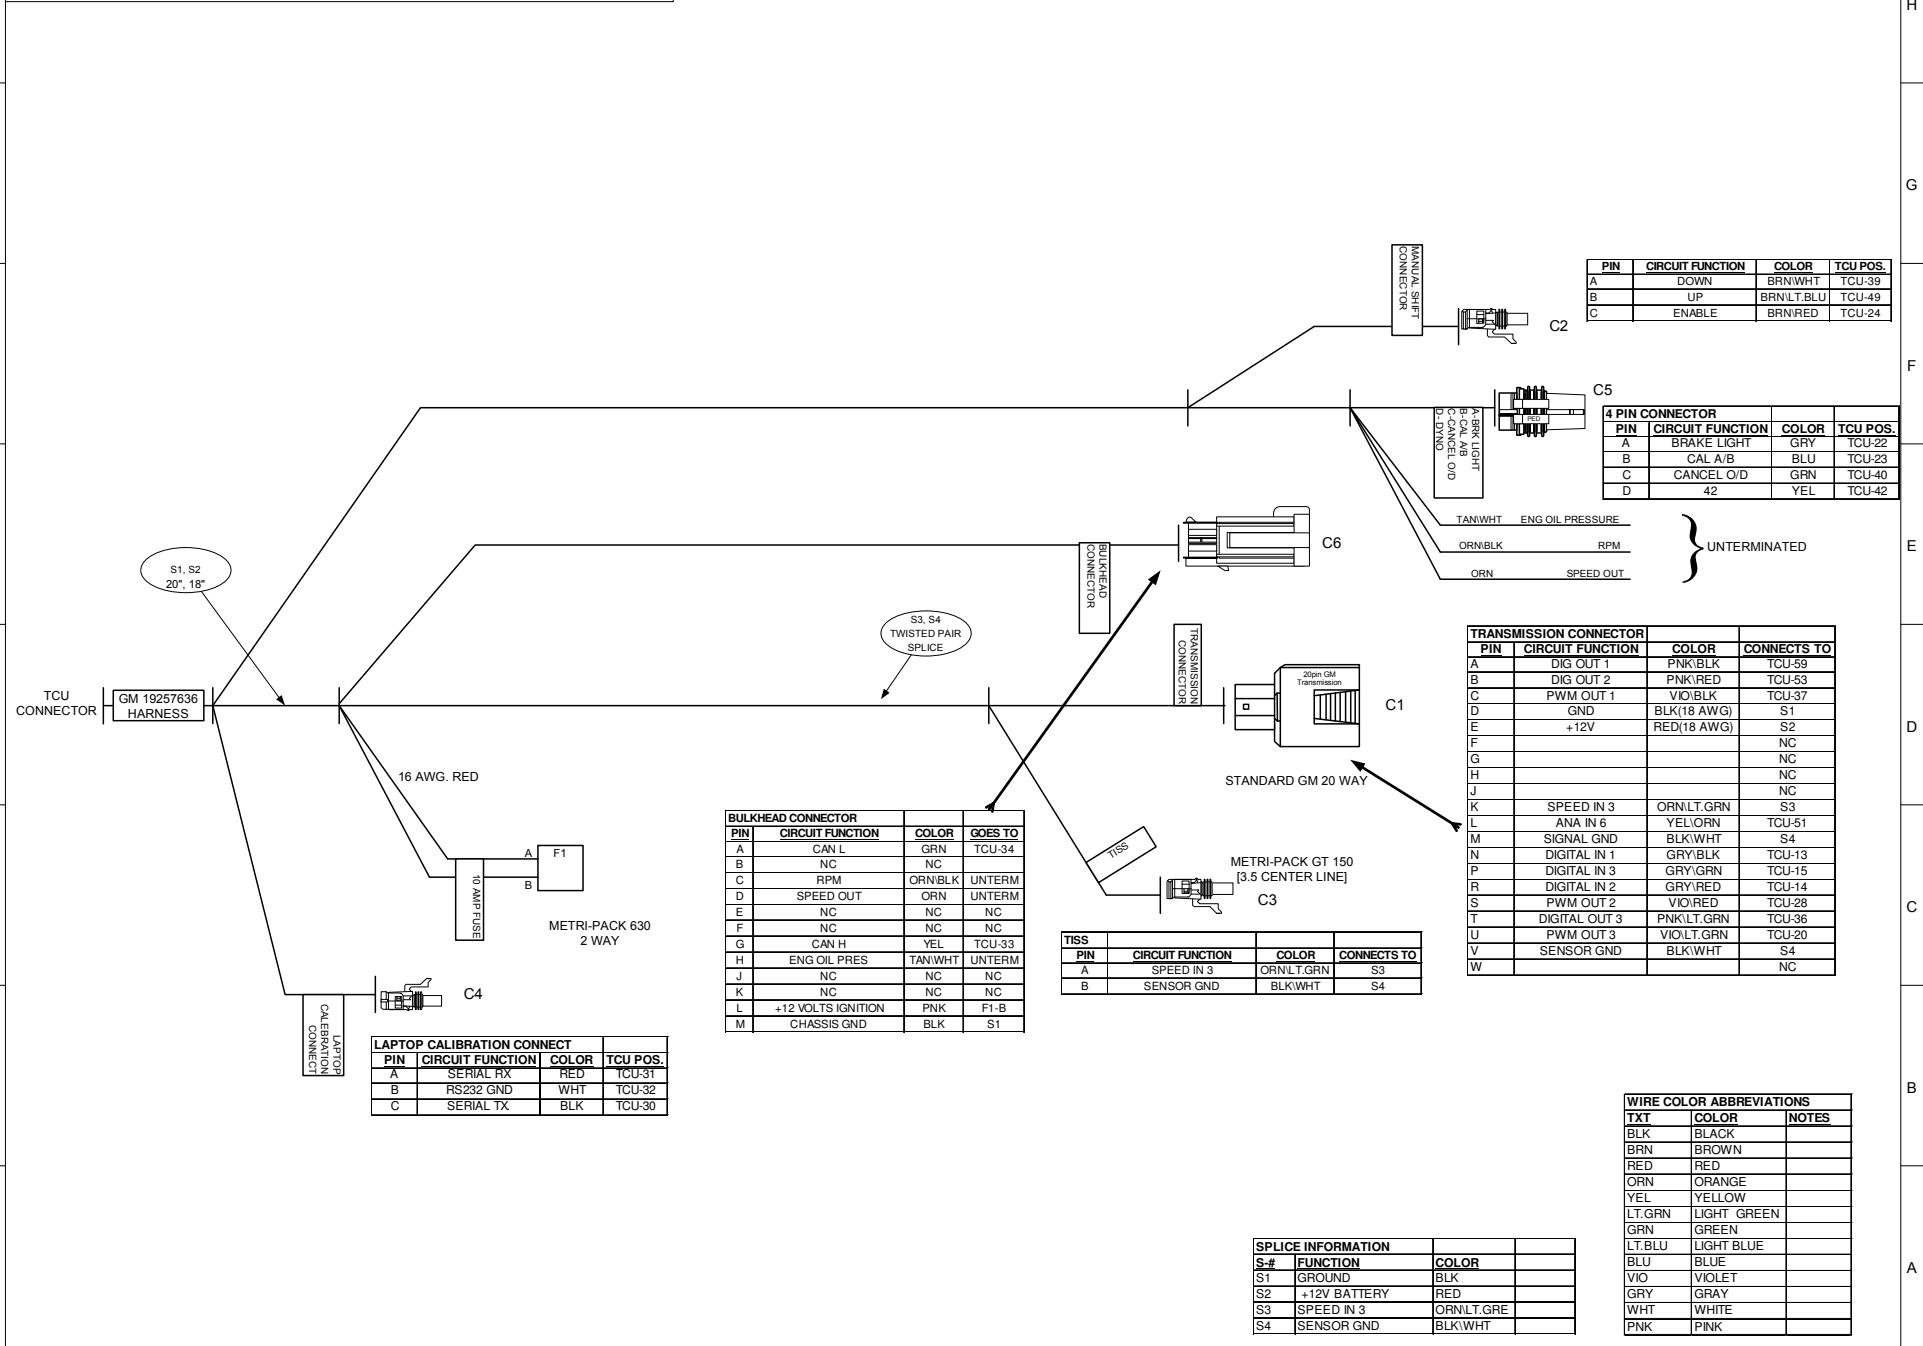 H
G
F
E
D
C
B
A
MANUAL SHIFT
CONNECTOR
C2
PIN CIRCUIT FUNCTION COLOR TCU POS.
A DOWN BRN\WHT TCU-39
B UP BRN\LT.BLU TCU-49
C ENABLE BRN\RED TCU-24
C5
PED
A-BRK LIGHT
B-CAL A/B
C-CANCEL O/D
D- DYNO
4 PIN CONNECTOR
PIN CIRCUIT FUNCTION COLOR TCU POS.
A BRAKE LIGHT GRY TCU-22
B CAL A/B BLU TCU-23
C CANCEL O/D GRN TCU-40
D 42 YEL TCU-42
TAN\WHT ENG OIL PRESSURE
ORN\BLK RPM
ORN SPEED OUT
UNTERMINATED
BULKHEAD
CONNECTOR
C6
S1, S2
20", 18"
S3, S4
TWISTED PAIR
SPLICE
TCU
CONNECTOR
GM 19257636
HARNESS
TRANSMISSION
CONNECTOR
20pin GM
Transmission
C1
STANDARD GM 20 WAY
TRANSMISSION CONNECTOR
PIN CIRCUIT FUNCTION COLOR CONNECTS TO
A DIG OUT 1 PNK\BLK TCU-59
B DIG OUT 2 PNK\RED TCU-53
C PWM OUT 1 VIO\BLK TCU-37
D GND BLK(18 AWG) S1
E +12V RED(18 AWG) S2
F NC
G NC
H NC
J NC
K SPEED IN 3 ORN\LT.GRN S3
L ANA IN 6 YEL\ORN TCU-51
M SIGNAL GND BLK\WHT S4
N DIGITAL IN 1 GRY\BLK TCU-13
P DIGITAL IN 3 GRY\GRN TCU-15
R DIGITAL IN 2 GRY\RED TCU-14
S PWM OUT 2 VIO\RED TCU-28
T DIGITAL OUT 3 PNK\LT.GRN TCU-36
U PWM OUT 3 VIO\LT.GRN TCU-20
V SENSOR GND BLK\WHT S4
W NC
16 AWG. RED
A
B
F1
10 AMP FUSE
METRI-PACK 630
2 WAY
BULKHEAD CONNECTOR
PIN CIRCUIT FUNCTION COLOR GOES TO
A CAN L GRN TCU-34
B NC NC
C RPM ORN\BLK UNTERM
D SPEED OUT ORN UNTERM
E NC NC NC
F NC NC NC
G CAN H YEL TCU-33
H ENG OIL PRES TAN\WHT UNTERM
J NC NC NC
K NC NC NC
L +12 VOLTS IGNITION PNK F1-B
M CHASSIS GND BLK S1
TISS
METRI-PACK GT 150
[3.5 CENTER LINE]
C3
TISS
PIN CIRCUIT FUNCTION COLOR CONNECTS TO
A SPEED IN 3 ORN\LT.GRN S3
B SENSOR GND BLK\WHT S4
C4
LAPTOP
CALEBRATION
CONNECT
LAPTOP CALIBRATION CONNECT
PIN CIRCUIT FUNCTION COLOR TCU POS.
A SERIAL RX RED TCU-31
B RS232 GND WHT TCU-32
C SERIAL TX BLK TCU-30
WIRE COLOR ABBREVIATIONS
TXT COLOR NOTES
BLK BLACK
BRN BROWN
RED RED
ORN ORANGE
YEL YELLOW
LT.GRN LIGHT GREEN
GRN GREEN
LT.BLU LIGHT BLUE
BLU BLUE
VIO VIOLET
GRY GRAY
WHT WHITE
PNK PINK
SPLICE INFORMATION
S-# FUNCTION COLOR
S1 GROUND BLK
S2 +12V BATTERY RED
S3 SPEED IN 3 ORN\LT.GRE
S4 SENSOR GND BLK\WHT